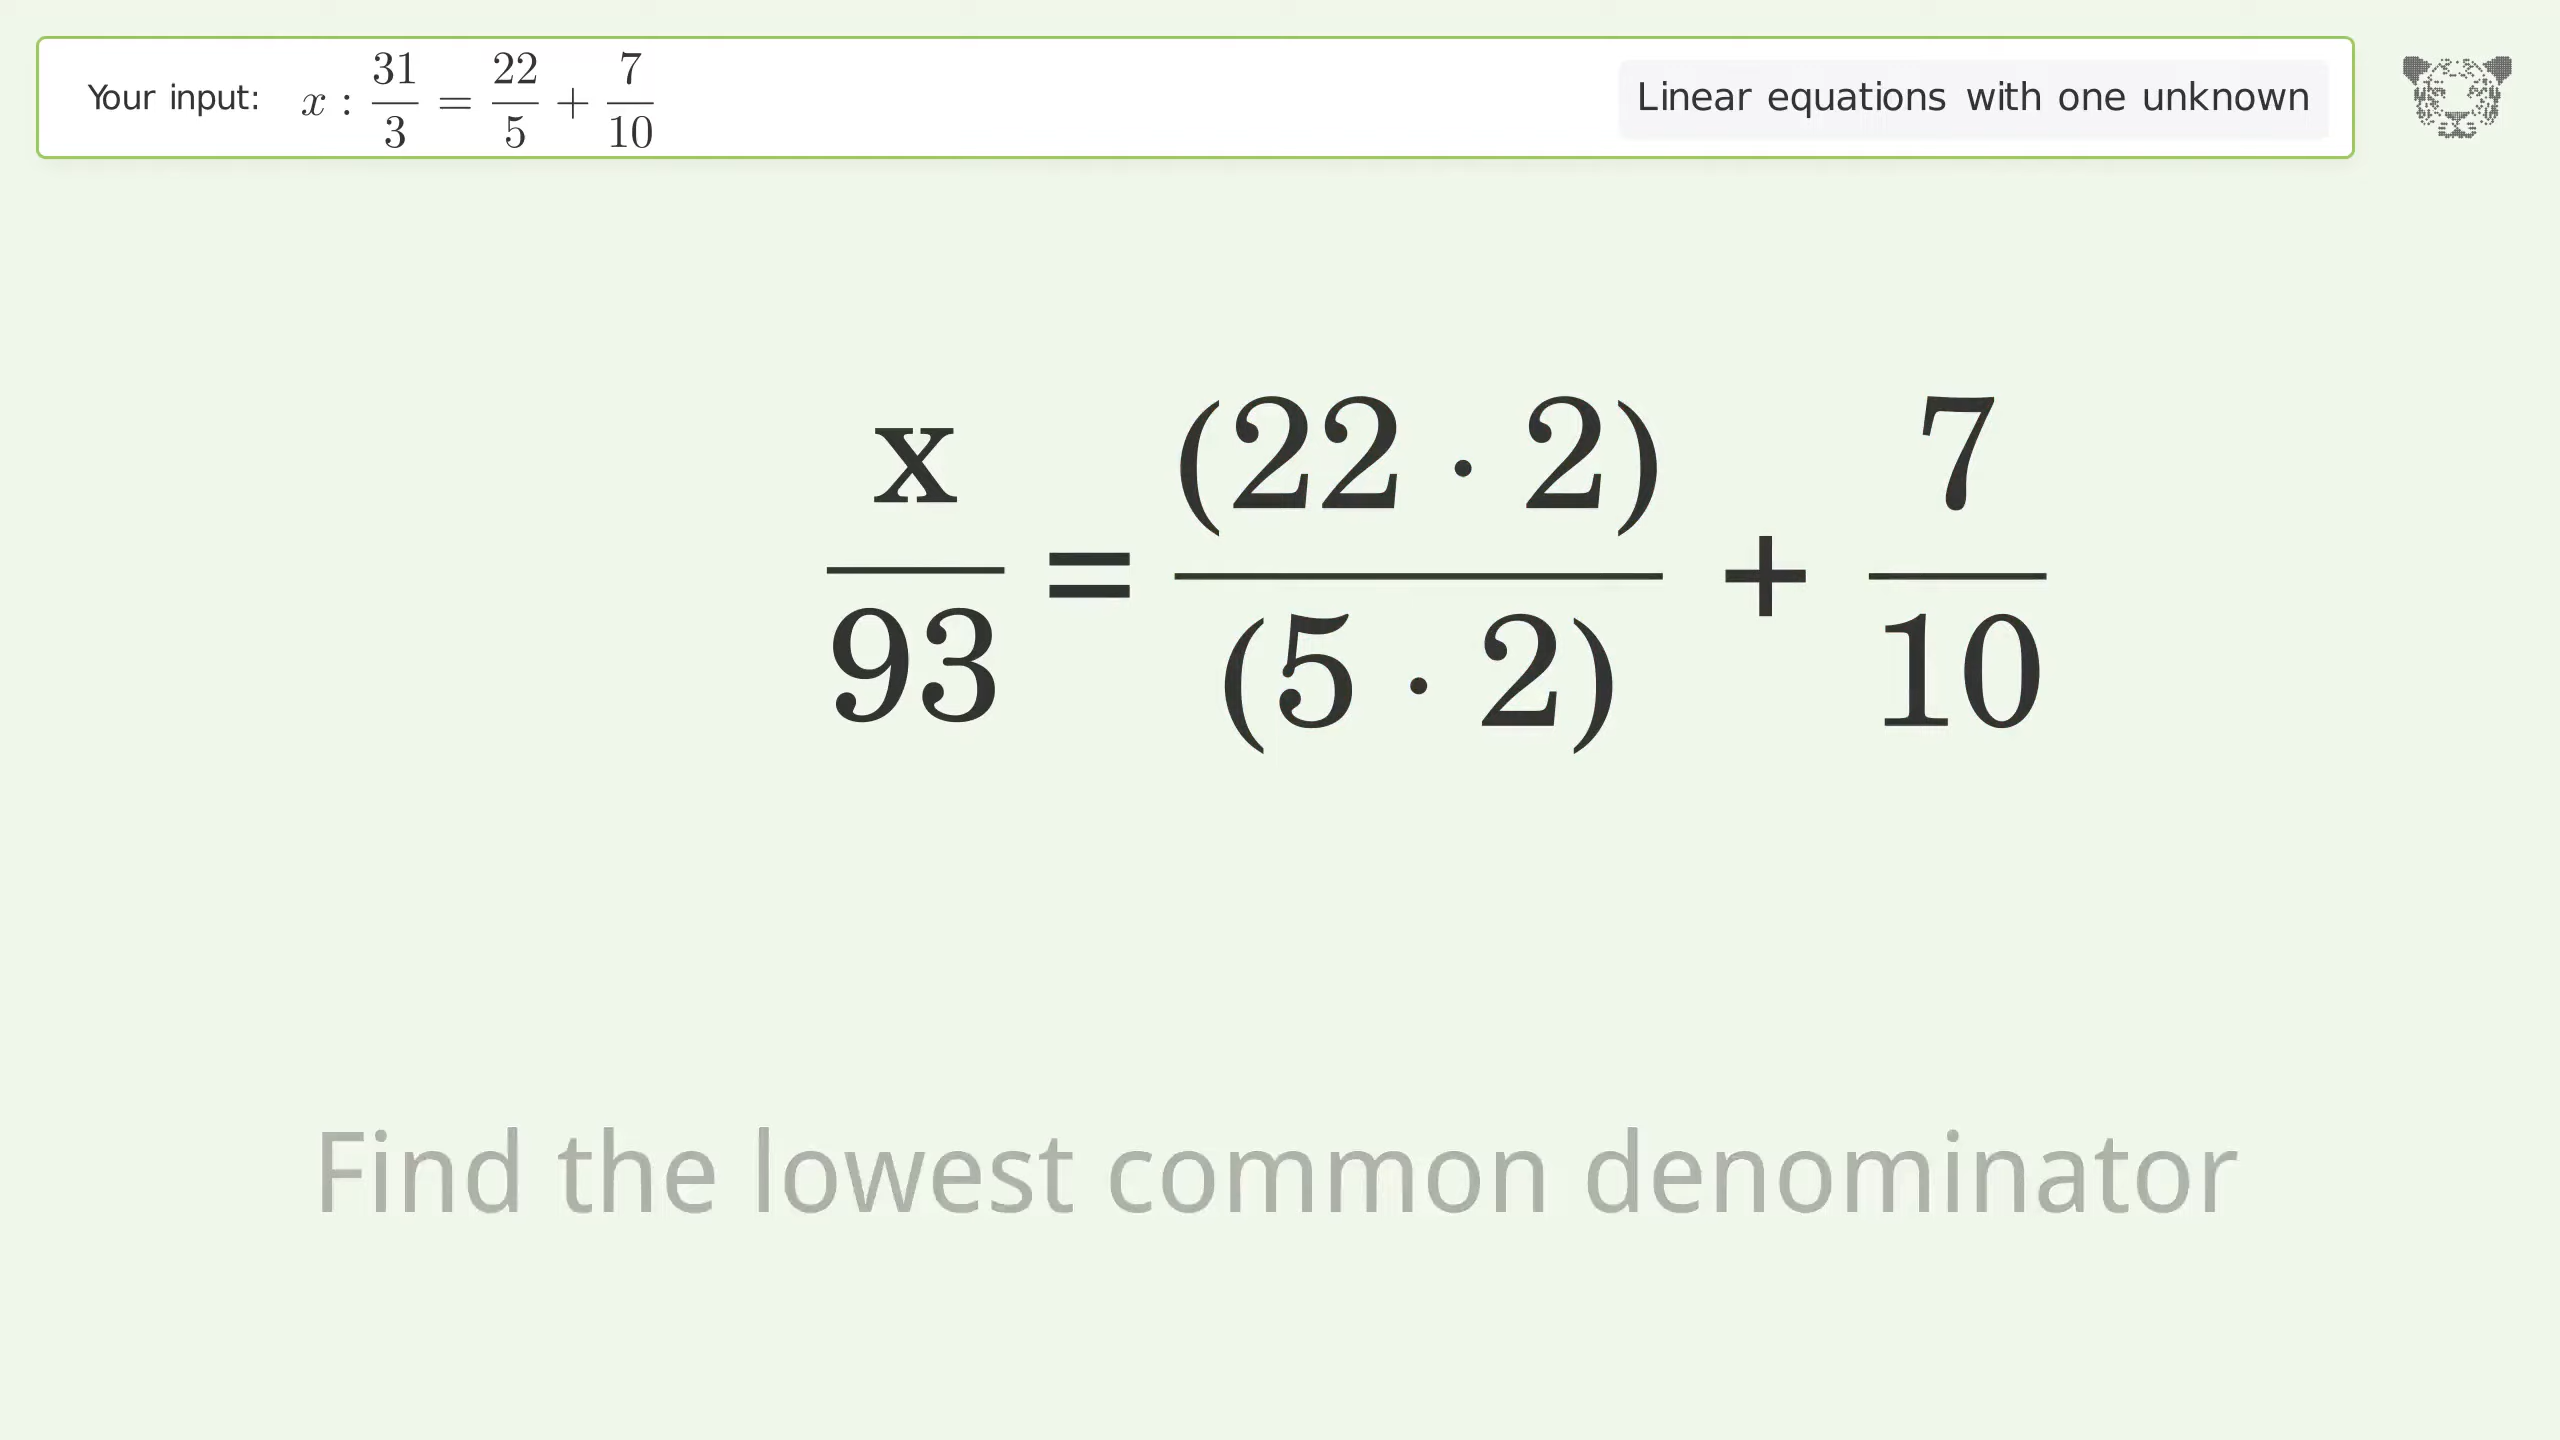 Your input: x : 31/3 = 22/5 + 7/10
Linear equations with one unknown
x/93 = (22 · 2)/(5 · 2) + 7/10
Find the lowest common denominator